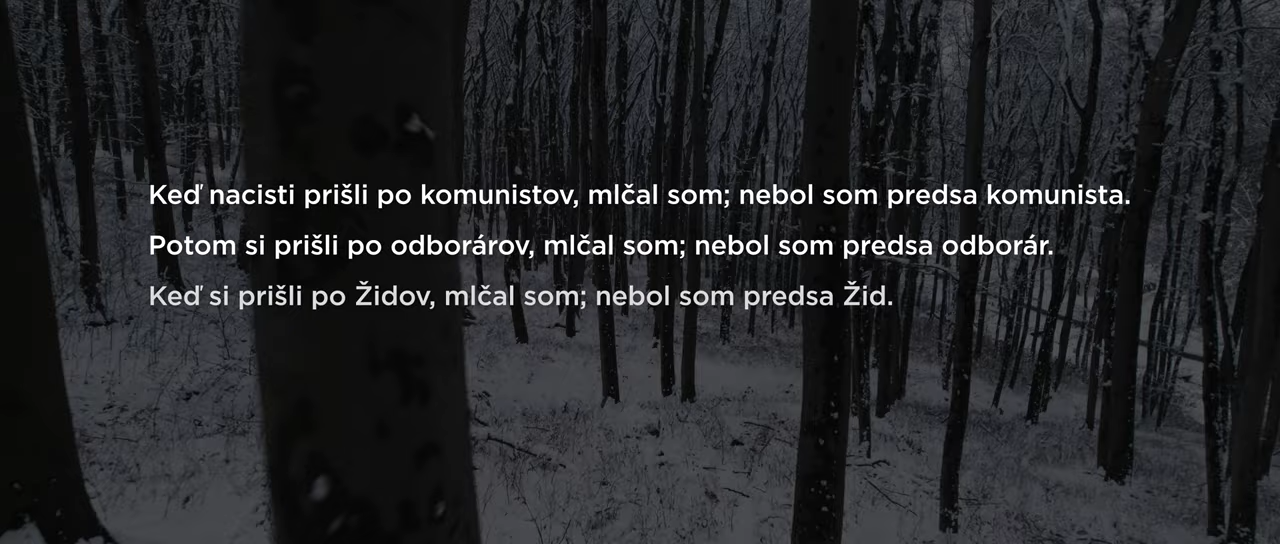 Keď nacisti prišli po komunistov, mlčal som; nebol som predsa komunista.
Potom si prišli po odborárov, mlčal som; nebol som predsa odborár.
Keď si prišli po Židov, mlčal som; nebol som predsa Žid.